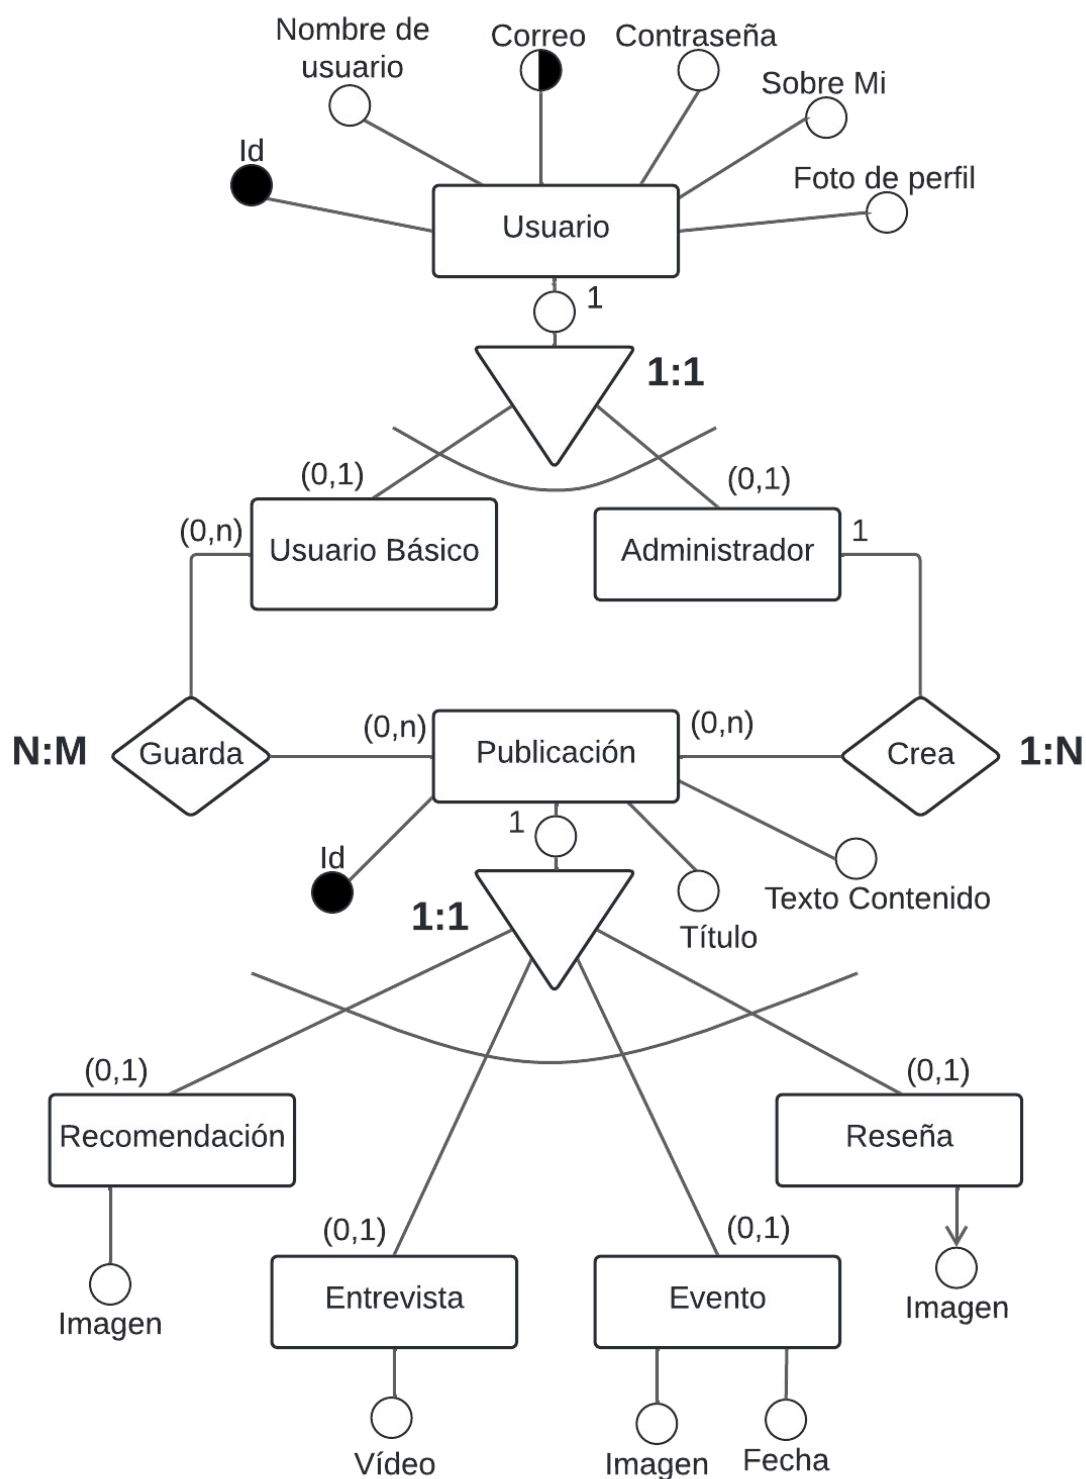 Nombre de
usuario
Correo
Contraseña
Sobre Mi
Id
Foto de perfil
Usuario
1
1:1
(0,1)
(0,1)
(0,n)
Usuario Básico
Administrador
1
N:M
Guarda
(0,n)
Publicación
(0,n)
Crea
1:N
1
Id
1:1
Título
Texto Contenido
(0,1)
(0,1)
Recomendación
Reseña
(0,1)
(0,1)
Imagen
Entrevista
Evento
Imagen
Vídeo
Imagen
Fecha